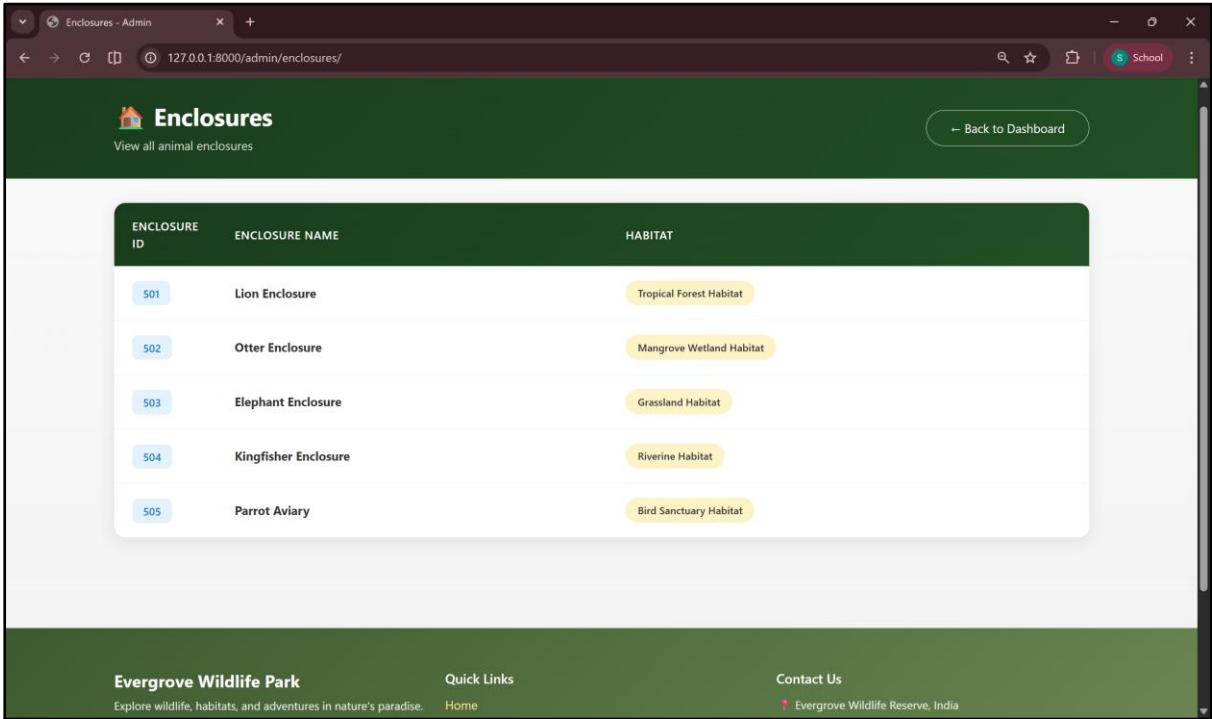 Enclosures - Admin
127.0.0.1:8000/admin/enclosures/
S School
Enclosures
View all animal enclosures
← Back to Dashboard
ENCLOSURE ID ENCLOSURE NAME HABITAT
501 Lion Enclosure Tropical Forest Habitat
502 Otter Enclosure Mangrove Wetland Habitat
503 Elephant Enclosure Grassland Habitat
504 Kingfisher Enclosure Riverine Habitat
505 Parrot Aviary Bird Sanctuary Habitat
Evergrove Wildlife Park Quick Links Contact Us
Explore wildlife, habitats, and adventures in nature's paradise. Home Evergrove Wildlife Reserve, India